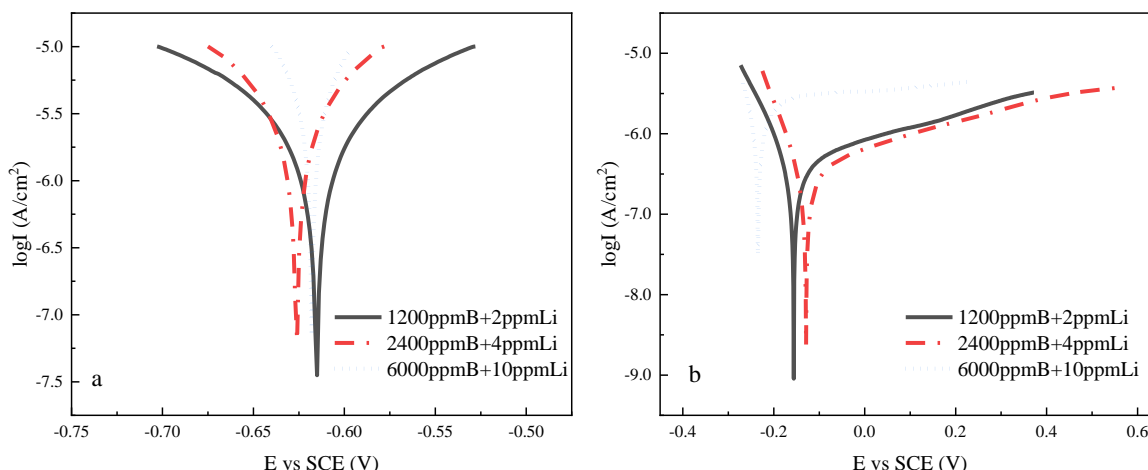 -5.0
-5.5
-6.0
-6.5
-7.0
-7.5
logI (A/cm²)
1200ppmB+2ppmLi
2400ppmB+4ppmLi
6000ppmB+10ppmLi
a
-0.75
-0.70
-0.65
-0.60
-0.55
-0.50
E vs SCE (V)
-5.0
-6.0
-7.0
-8.0
-9.0
logI (A/cm²)
1200ppmB+2ppmLi
2400ppmB+4ppmLi
6000ppmB+10ppmLi
b
-0.4
-0.2
0.0
0.2
0.4
0.6
E vs SCE (V)